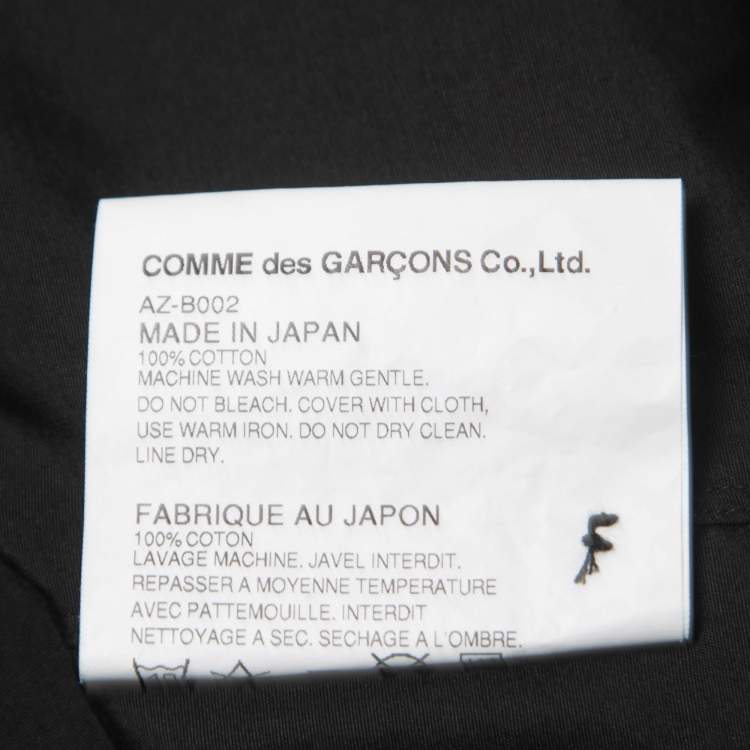 COMME des GARÇONS Co.,Ltd.
AZ-B002
MADE IN JAPAN
100% COTTON
MACHINE WASH WARM GENTLE.
DO NOT BLEACH. COVER WITH CLOTH,
USE WARM IRON. DO NOT DRY CLEAN.
LINE DRY.
FABRIQUE AU JAPON
100% COTON
LAVAGE MACHINE. JAVEL INTERDIT.
REPASSER A MOYENNE TEMPERATURE
AVEC PATTEMOUILLE. INTERDIT
NETTOYAGE A SEC. SECHAGE A L'OMBRE.